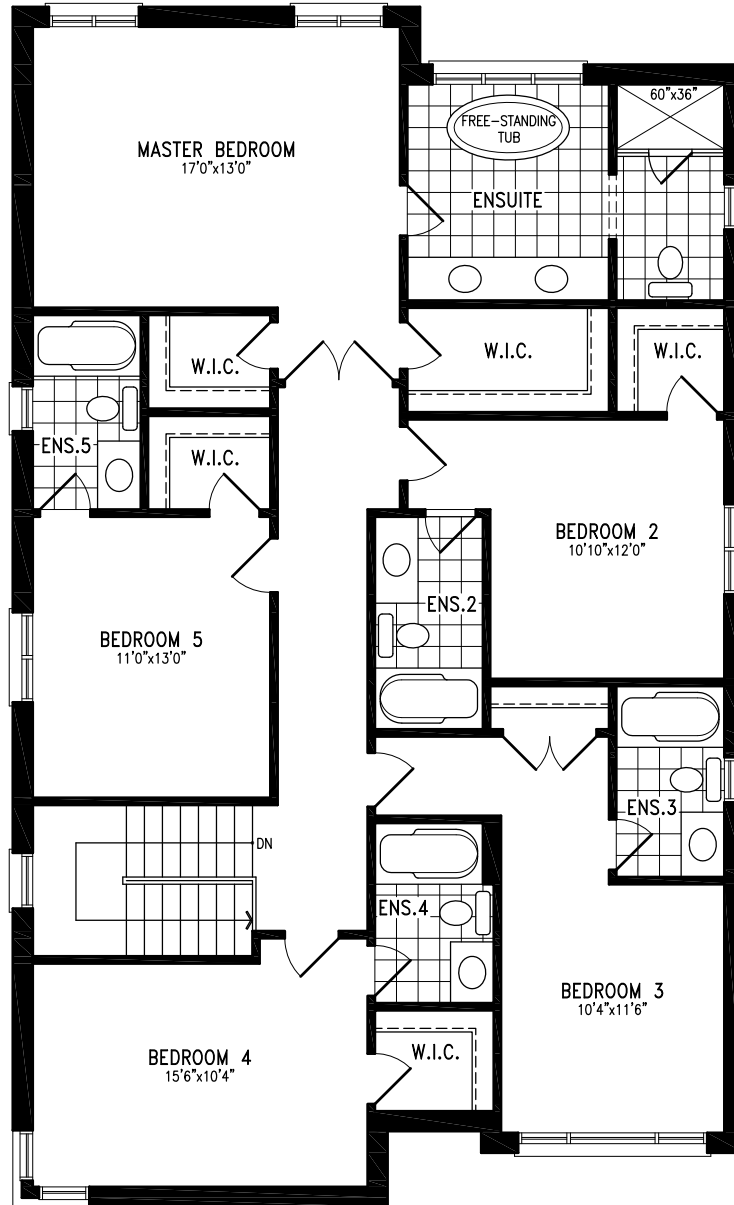 60"x36"
FREE-STANDING
TUB
MASTER BEDROOM
17'0"x13'0"
ENSUITE
W.I.C.
W.I.C.
W.I.C.
ENS.5
W.I.C.
BEDROOM 2
10'10"x12'0"
ENS.2
BEDROOM 5
11'0"x13'0"
ENS.3
DN
ENS.4
BEDROOM 3
10'4"x11'6"
W.I.C.
BEDROOM 4
15'6"x10'4"